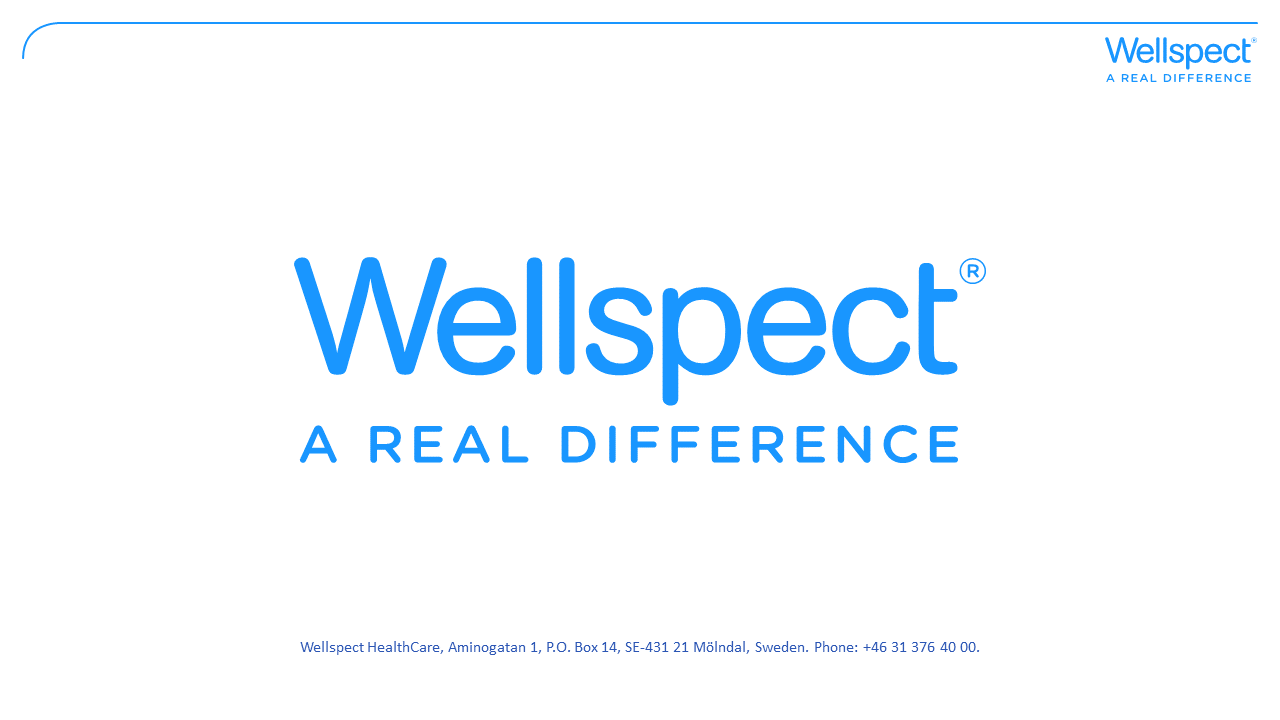 Wellspect®
A REAL DIFFERENCE
Wellspect®
A REAL DIFFERENCE
Wellspect HealthCare, Aminogatan 1, P.O. Box 14, SE-431 21 Mölndal, Sweden. Phone: +46 31 376 40 00.